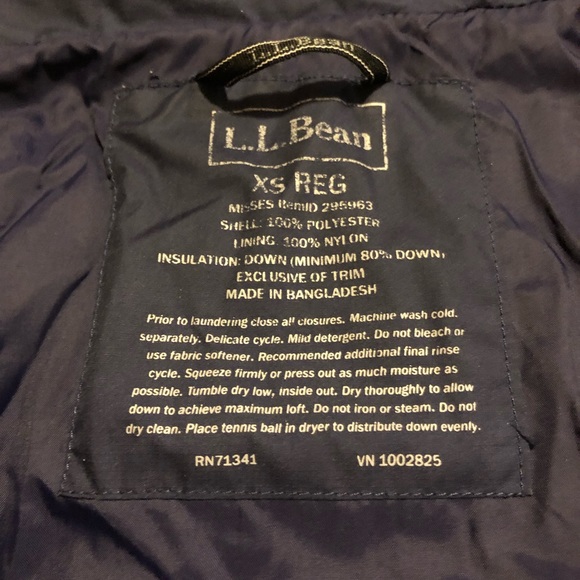 L.L.Bean
L.L.Bean
XS REG
MISSES ItemID 295963
SHELL: 100% POLYESTER
LINING: 100% NYLON
INSULATION: DOWN (MINIMUM 80% DOWN)
EXCLUSIVE OF TRIM
MADE IN BANGLADESH
Prior to laundering close all closures. Machine wash cold.
separately. Delicate cycle. Mild detergent. Do not bleach or
use fabric softener. Recommended additional final rinse
cycle. Squeeze firmly or press out as much moisture as
possible. Tumble dry low, inside out. Dry thoroughly to allow
down to achieve maximum loft. Do not iron or steam. Do not
dry clean. Place tennis ball in dryer to distribute down evenly.
RN71341 VN 1002825